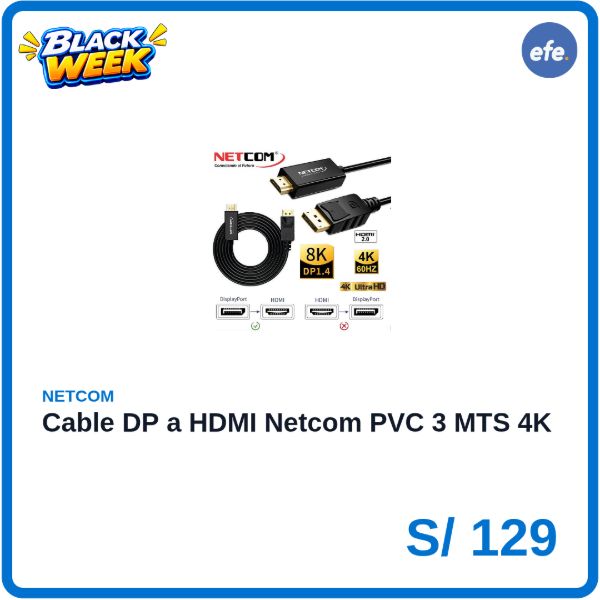 BLACK
WEEK
efe.
NETCOM
Conectando el Futuro
NETCOM
HDMI
2.0
8K
DP1.4
4K
60HZ
4K Ultra HD
DisplayPort HDMI HDMI DisplayPort
NETCOM
Cable DP a HDMI Netcom PVC 3 MTS 4K
S/ 129